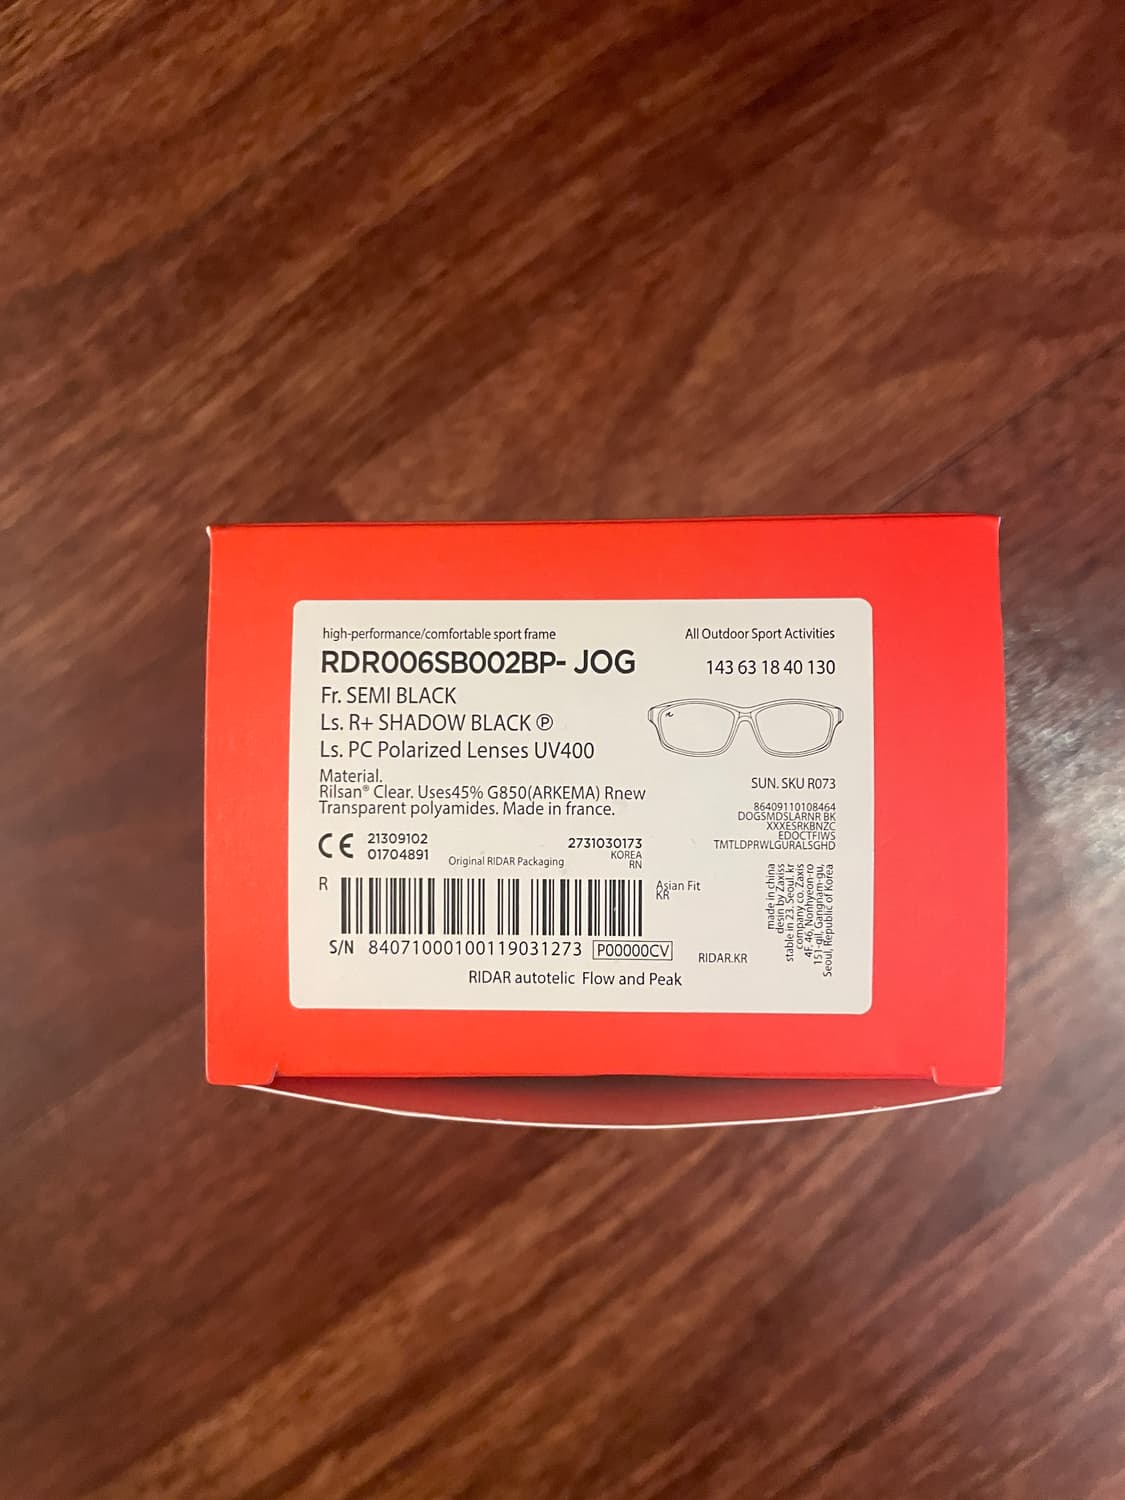 high-performance/comfortable sport frame
RDR006SB002BP- JOG
Fr. SEMI BLACK
Ls. R+ SHADOW BLACK Ⓟ
Ls. PC Polarized Lenses UV400
Material.
Rilsan® Clear. Uses45% G850(ARKEMA) Rnew
Transparent polyamides. Made in france.
CE
21309102
01704891
Original RIDAR Packaging
2731030173
KOREA
RN
R
Asian Fit
KR
S/N 84071000100119031273 P00000CV
RIDAR autotelic Flow and Peak
All Outdoor Sport Activities
143 63 18 40 130
SUN. SKU R073
86409110108464
DOGSMDSLARNR BK
XXXESRKBNZC
EDOCTFIWS
TMTLDPRWLGURALSGHD
made in china
desin by Zaxiss
stable in 23. Seoul. kr
company co. Zaxis
4F, 46, Nonhyeon-ro
151-gil, Gangnam-gu,
Seoul, Republic of Korea
RIDAR.KR